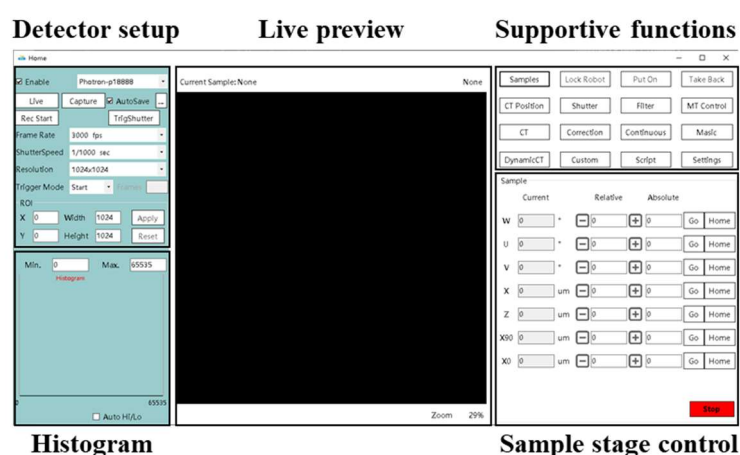 Detector setup Live preview Supportive functions
Home
Enable Photron-p18888
Live Capture AutoSave ...
Rec Start TrigShutter
Frame Rate 3000 fps
ShutterSpeed 1/1000 sec
Resolution 1024x1024
Trigger Mode Start Frames
ROI
X 0 Width 1024 Apply
Y 0 Height 1024 Reset
Current Sample: None None
Samples Lock Robot Put On Take Back
CT Position Shutter Filter MT Control
CT Correction Continuous Masic
DynamicCT Custom Script Settings
Min. 0 Max. 65535
Histogram
0 65535
Auto Hi/Lo
Zoom 29%
Sample
Current Relative Absolute
W 0 ° 0 0 Go Home
U 0 ° 0 0 Go Home
V 0 ° 0 0 Go Home
X 0 um 0 0 Go Home
Z 0 um 0 0 Go Home
X90 0 um 0 0 Go Home
X0 0 um 0 0 Go Home
Stop
Histogram Sample stage control